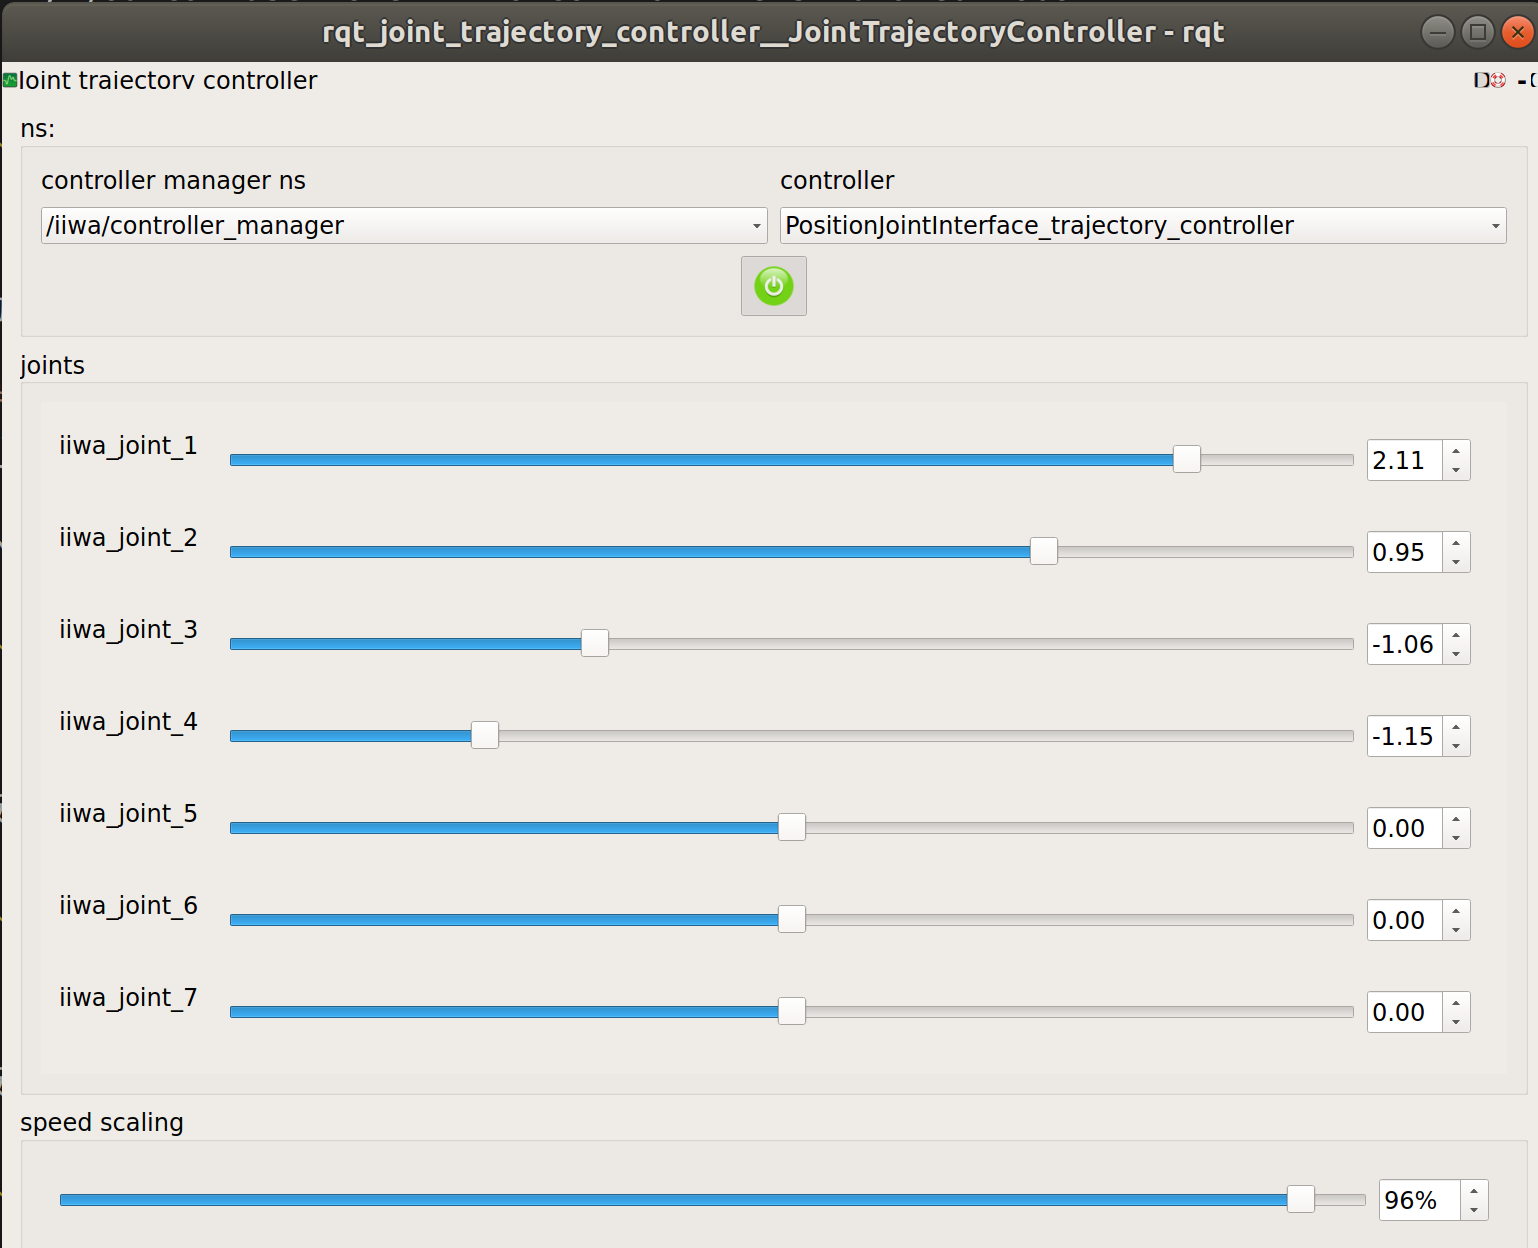 rqt_joint_trajectory_controller__JointTrajectoryController - rqt
Joint trajectory controller
ns:
controller manager ns controller
/iiwa/controller_manager PositionJointInterface_trajectory_controller
joints
iiwa_joint_1 2.11
iiwa_joint_2 0.95
iiwa_joint_3 -1.06
iiwa_joint_4 -1.15
iiwa_joint_5 0.00
iiwa_joint_6 0.00
iiwa_joint_7 0.00
speed scaling
96%